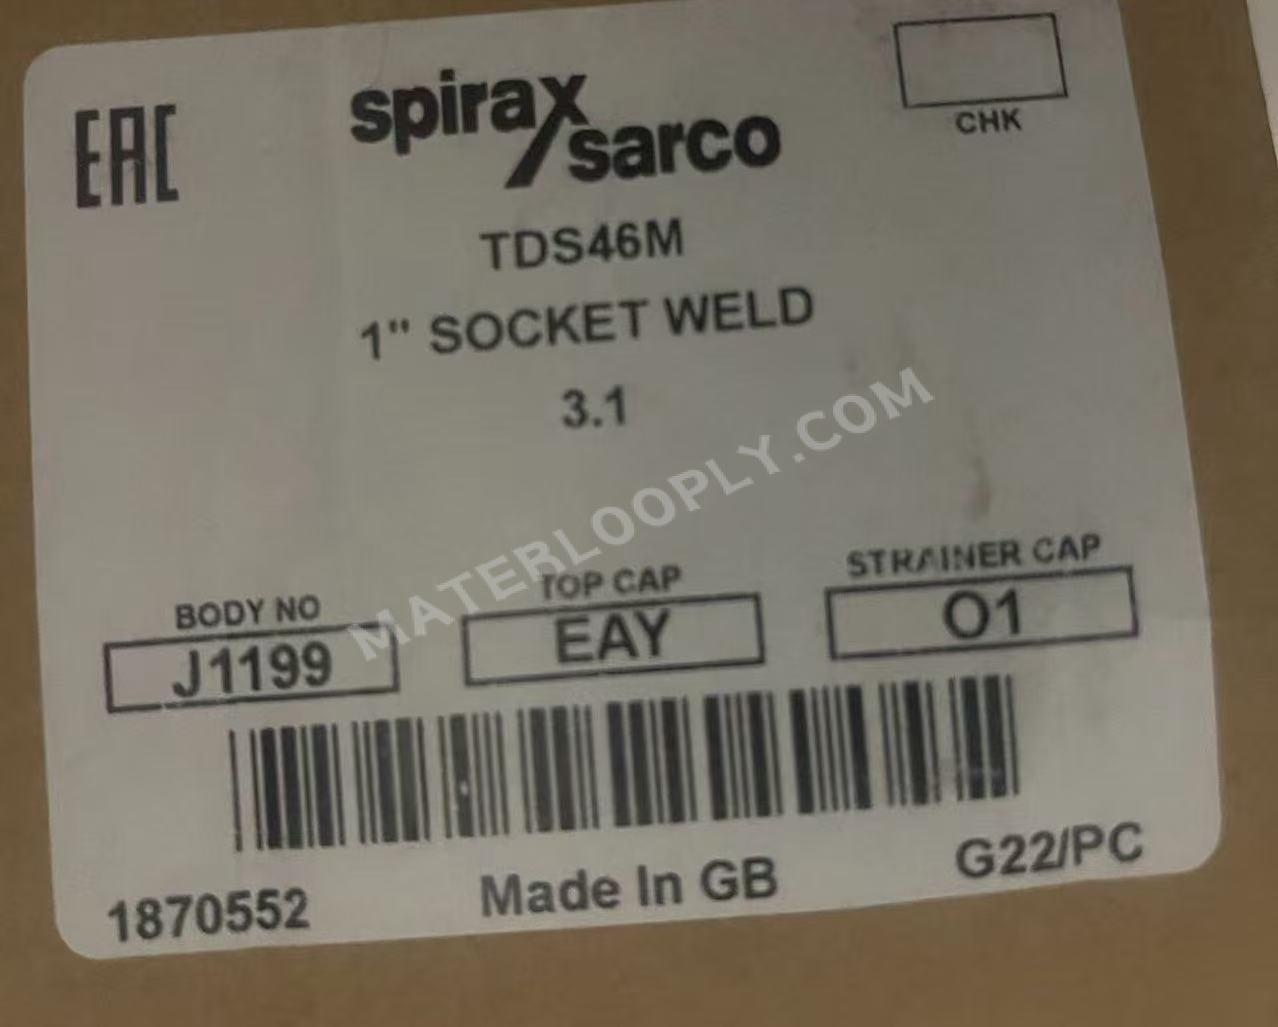 EAC
spirax
sarco
CHK
TDS46M
1" SOCKET WELD
3.1
MATERLOOPLY.COM
BODY NO
TOP CAP
STRAINER CAP
J1199
EAY
O1
1870552
Made In GB
G22/PC